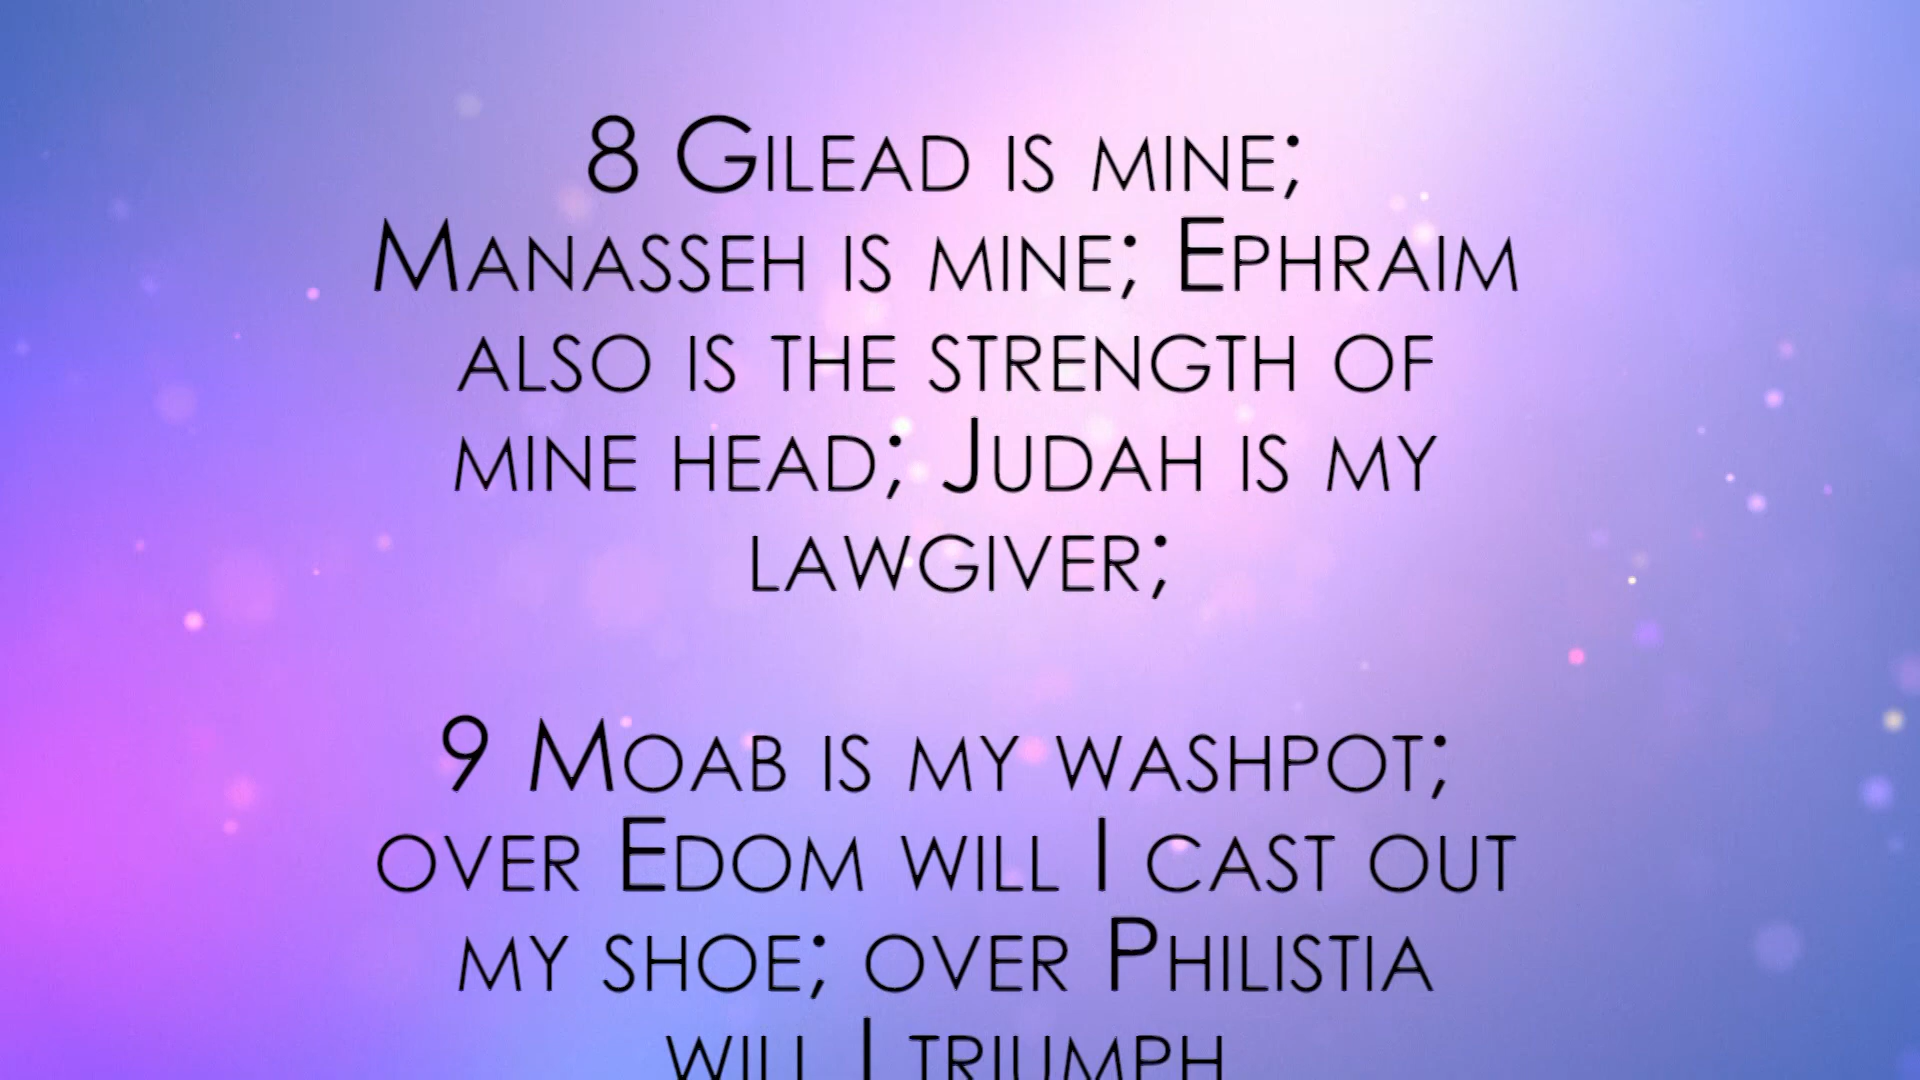 8 Gilead is mine;
Manasseh is mine; Ephraim
also is the strength of
mine head; Judah is my
lawgiver;
9 Moab is my washpot;
over Edom will I cast out
my shoe; over Philistia
will I triumph